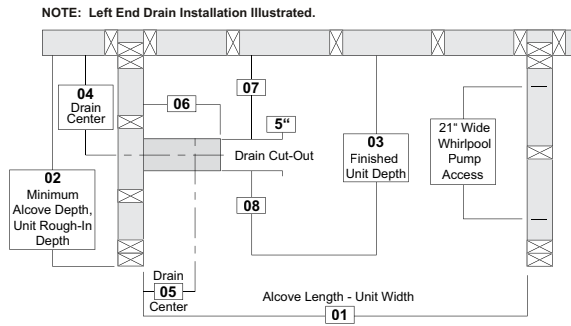 NOTE: Left End Drain Installation Illustrated.
04
Drain
Center
06
07
5“
Drain Cut-Out
03
Finished
Unit Depth
21“ Wide
Whirlpool
Pump
Access
02
Minimum
Alcove Depth,
Unit Rough-In
Depth
08
Drain
05
Center
Alcove Length - Unit Width
01